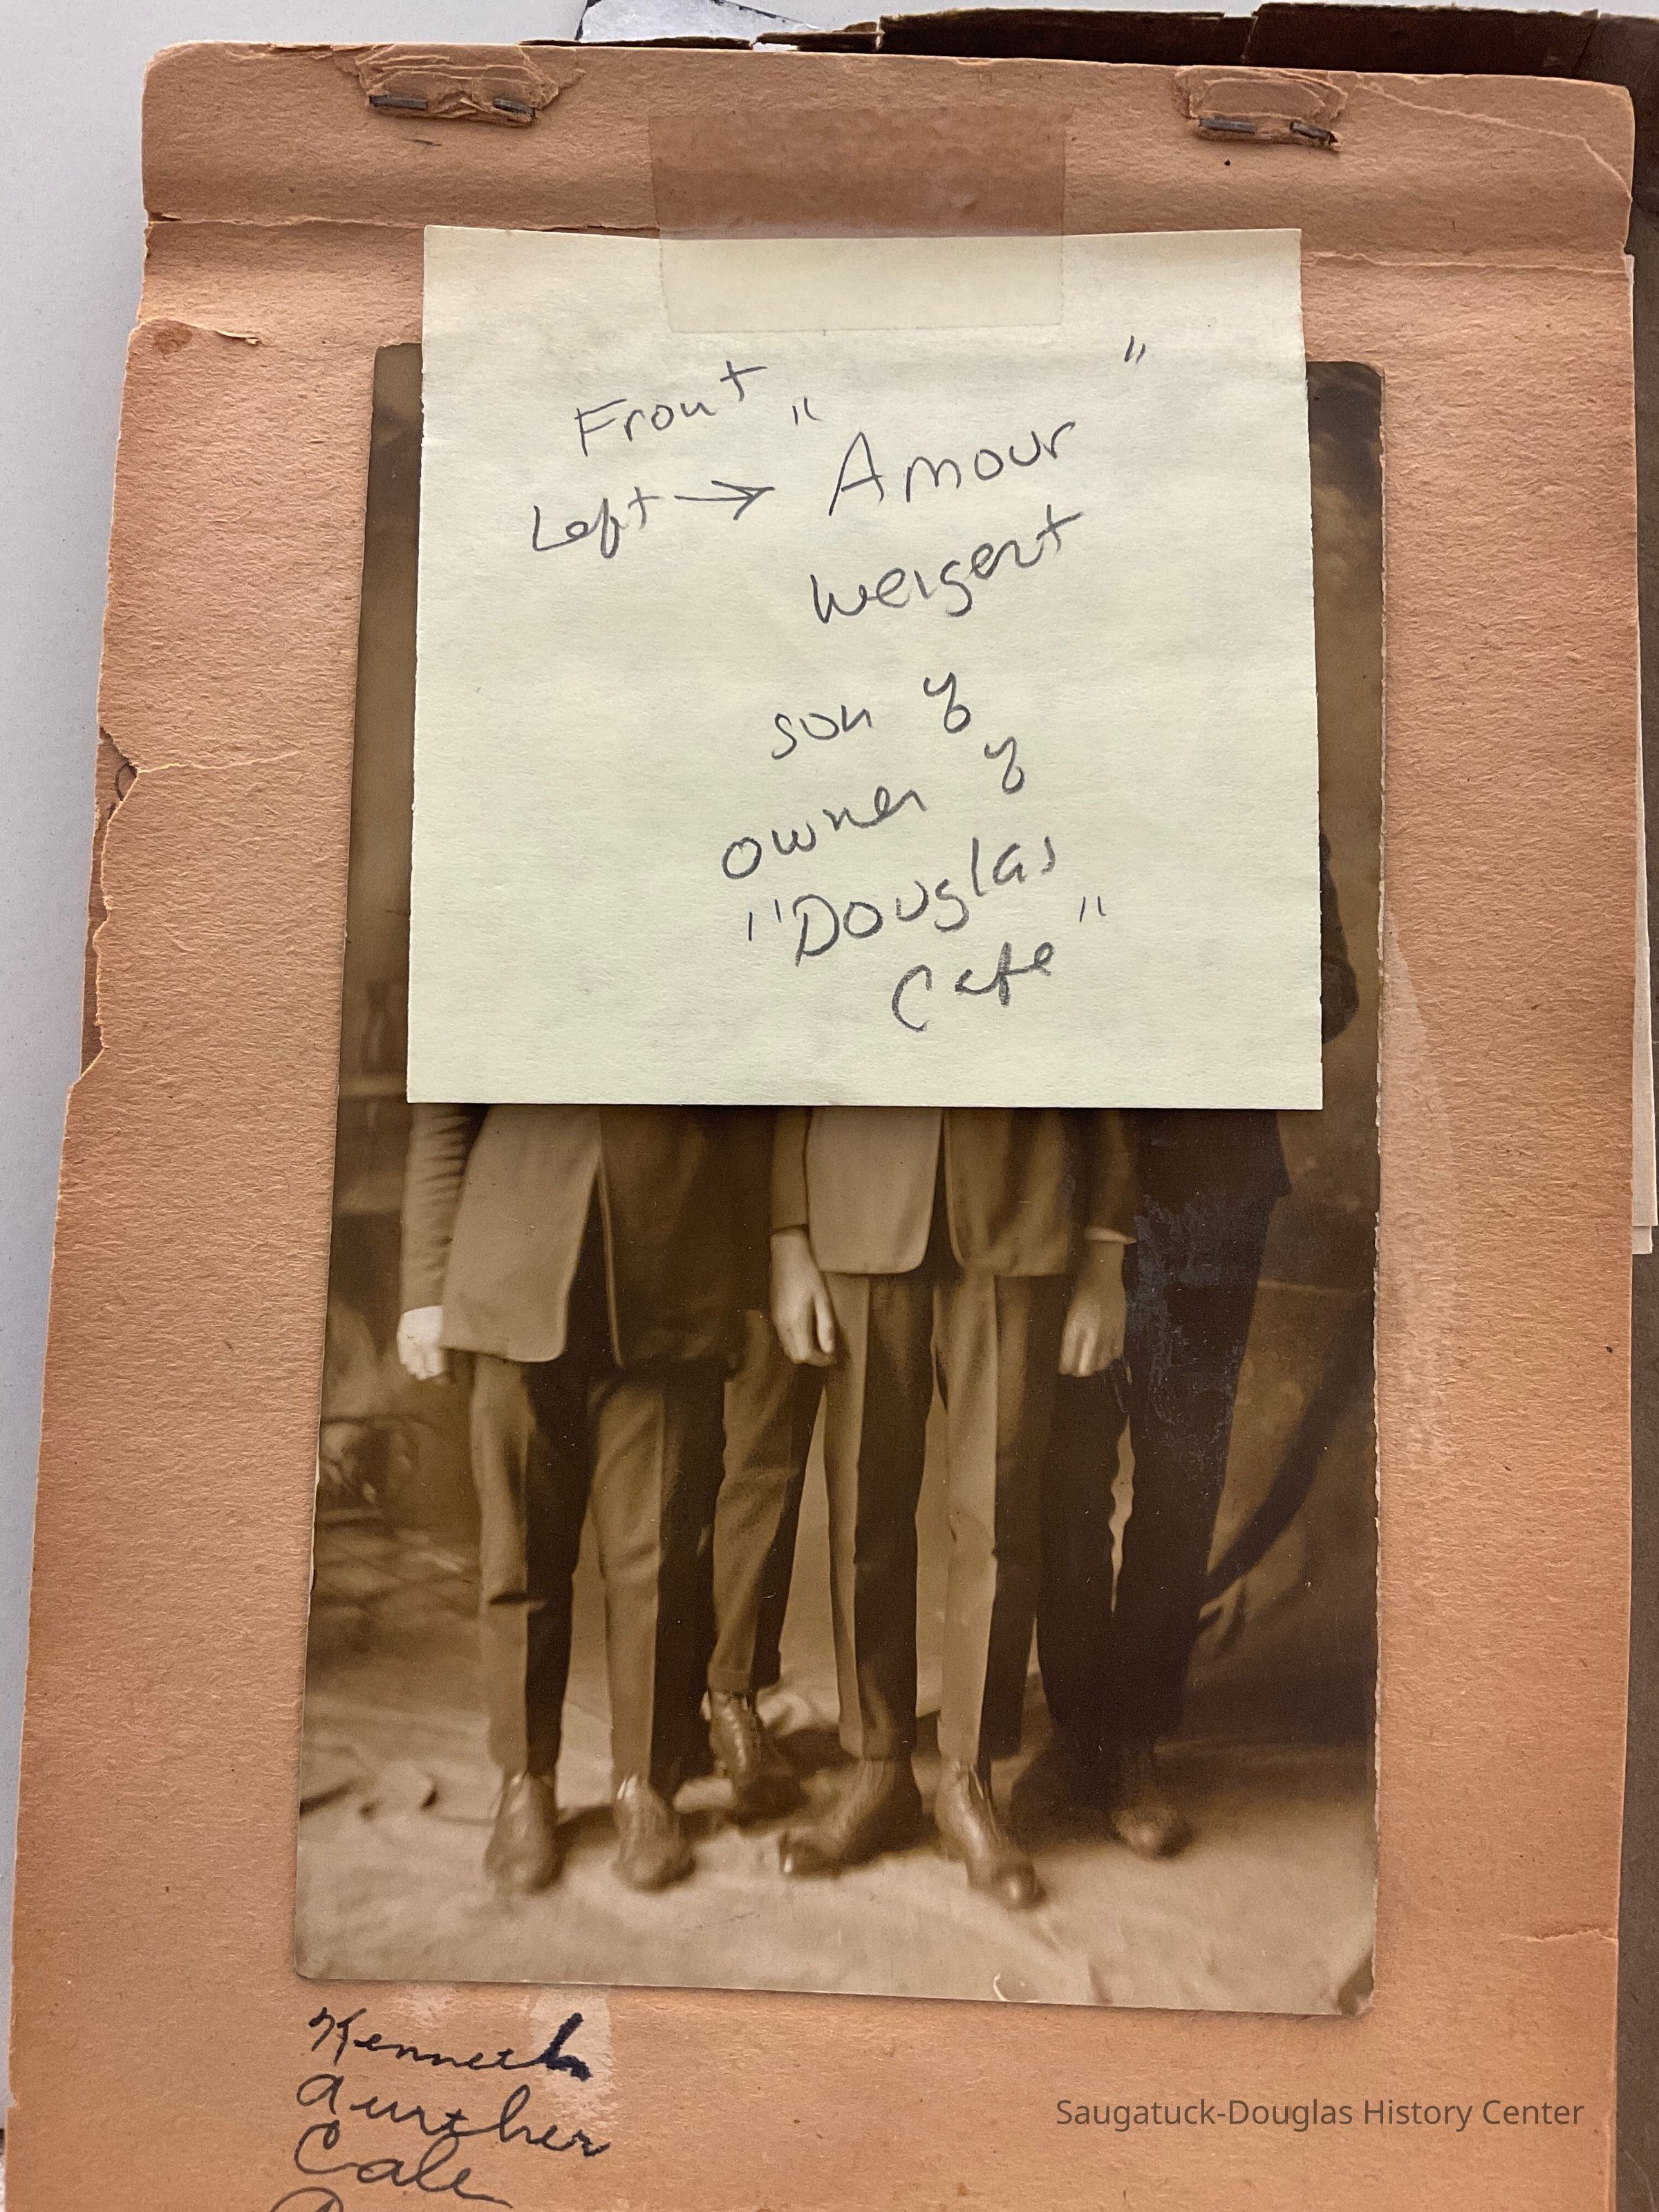 Front
Left → "Amour"
Weigert
son of
owner of
"Douglas
Cafe"
Kenneth
Aurther
Cale
Saugatuck-Douglas History Center